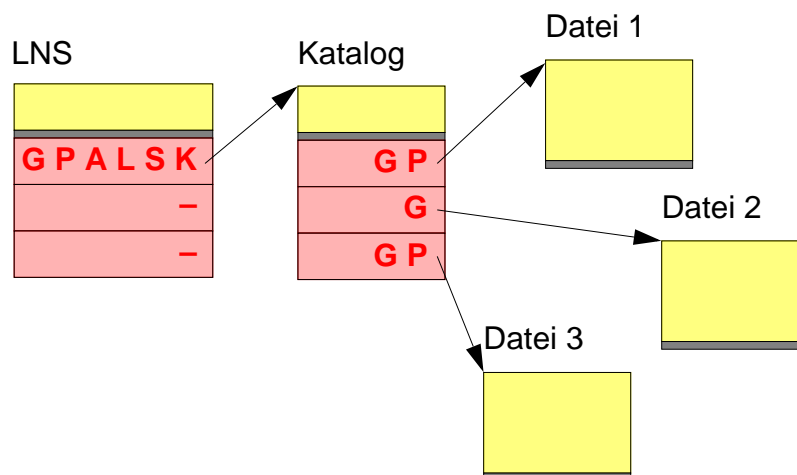 Datei 1
LNS
Katalog
G P A L S K
G P
–
G
Datei 2
–
G P
Datei 3